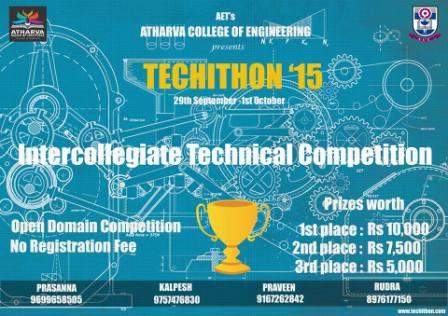 ATHARVA
AET's
ATHARVA COLLEGE OF ENGINEERING
presents
TECHITHON '15
29th September -1st October
Intercollegiate Technical Competition
Open Domain Competition
No Registration Fee
Prizes worth
1st place : Rs 10,000
2nd place : Rs 7,500
3rd place : Rs 5,000
PRASANNA
9699658505
KALPESH
9757476830
PRAVEEN
9167262842
RUDRA
8976177150
www.techithon.com